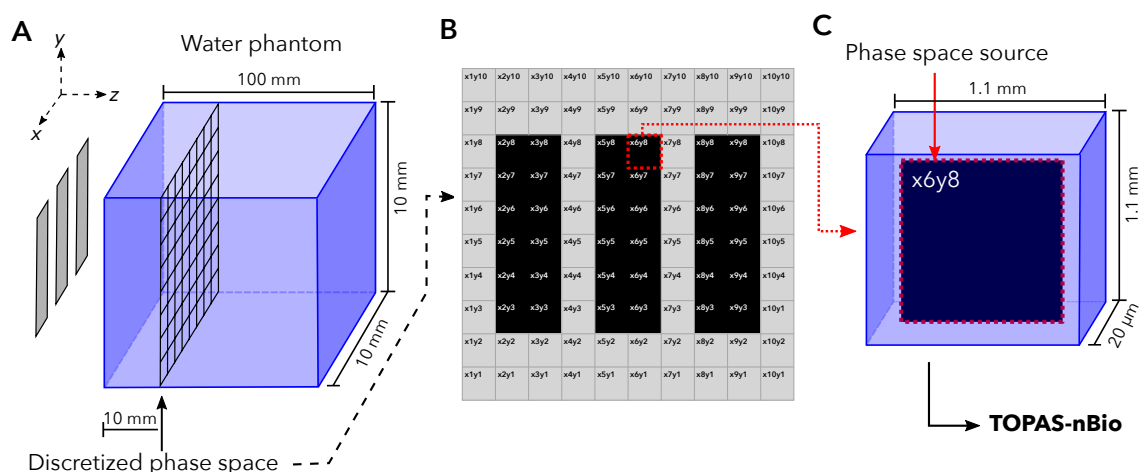 A
y
z
x
Water phantom
100 mm
10 mm
10 mm
10 mm
Discretized phase space
B
x1y10 x2y10 x3y10 x4y10 x5y10 x6y10 x7y10 x8y10 x9y10 x10y10
x1y9 x2y9 x3y9 x4y9 x5y9 x6y9 x7y9 x8y9 x9y9 x10y9
x1y8 x2y8 x3y8 x4y8 x5y8 x6y8 x7y8 x8y8 x9y8 x10y8
x1y7 x2y7 x3y7 x4y7 x5y7 x6y7 x7y7 x8y7 x9y7 x10y7
x1y6 x2y6 x3y6 x4y6 x5y6 x6y6 x7y6 x8y6 x9y6 x10y6
x1y5 x2y5 x3y5 x4y5 x5y5 x6y5 x7y5 x8y5 x9y5 x10y5
x1y4 x2y4 x3y4 x4y4 x5y4 x6y4 x7y4 x8y4 x9y4 x10y4
x1y3 x2y3 x3y3 x4y3 x5y3 x6y3 x7y3 x8y3 x9y3 x10y1
x1y2 x2y2 x3y2 x4y2 x5y2 x6y2 x7y2 x8y2 x9y2 x10y2
x1y1 x2y1 x3y1 x4y1 x5y1 x6y1 x7y1 x8y1 x9y1 x10y1
C
Phase space source
1.1 mm
x6y8
1.1 mm
20 µm
TOPAS-nBio